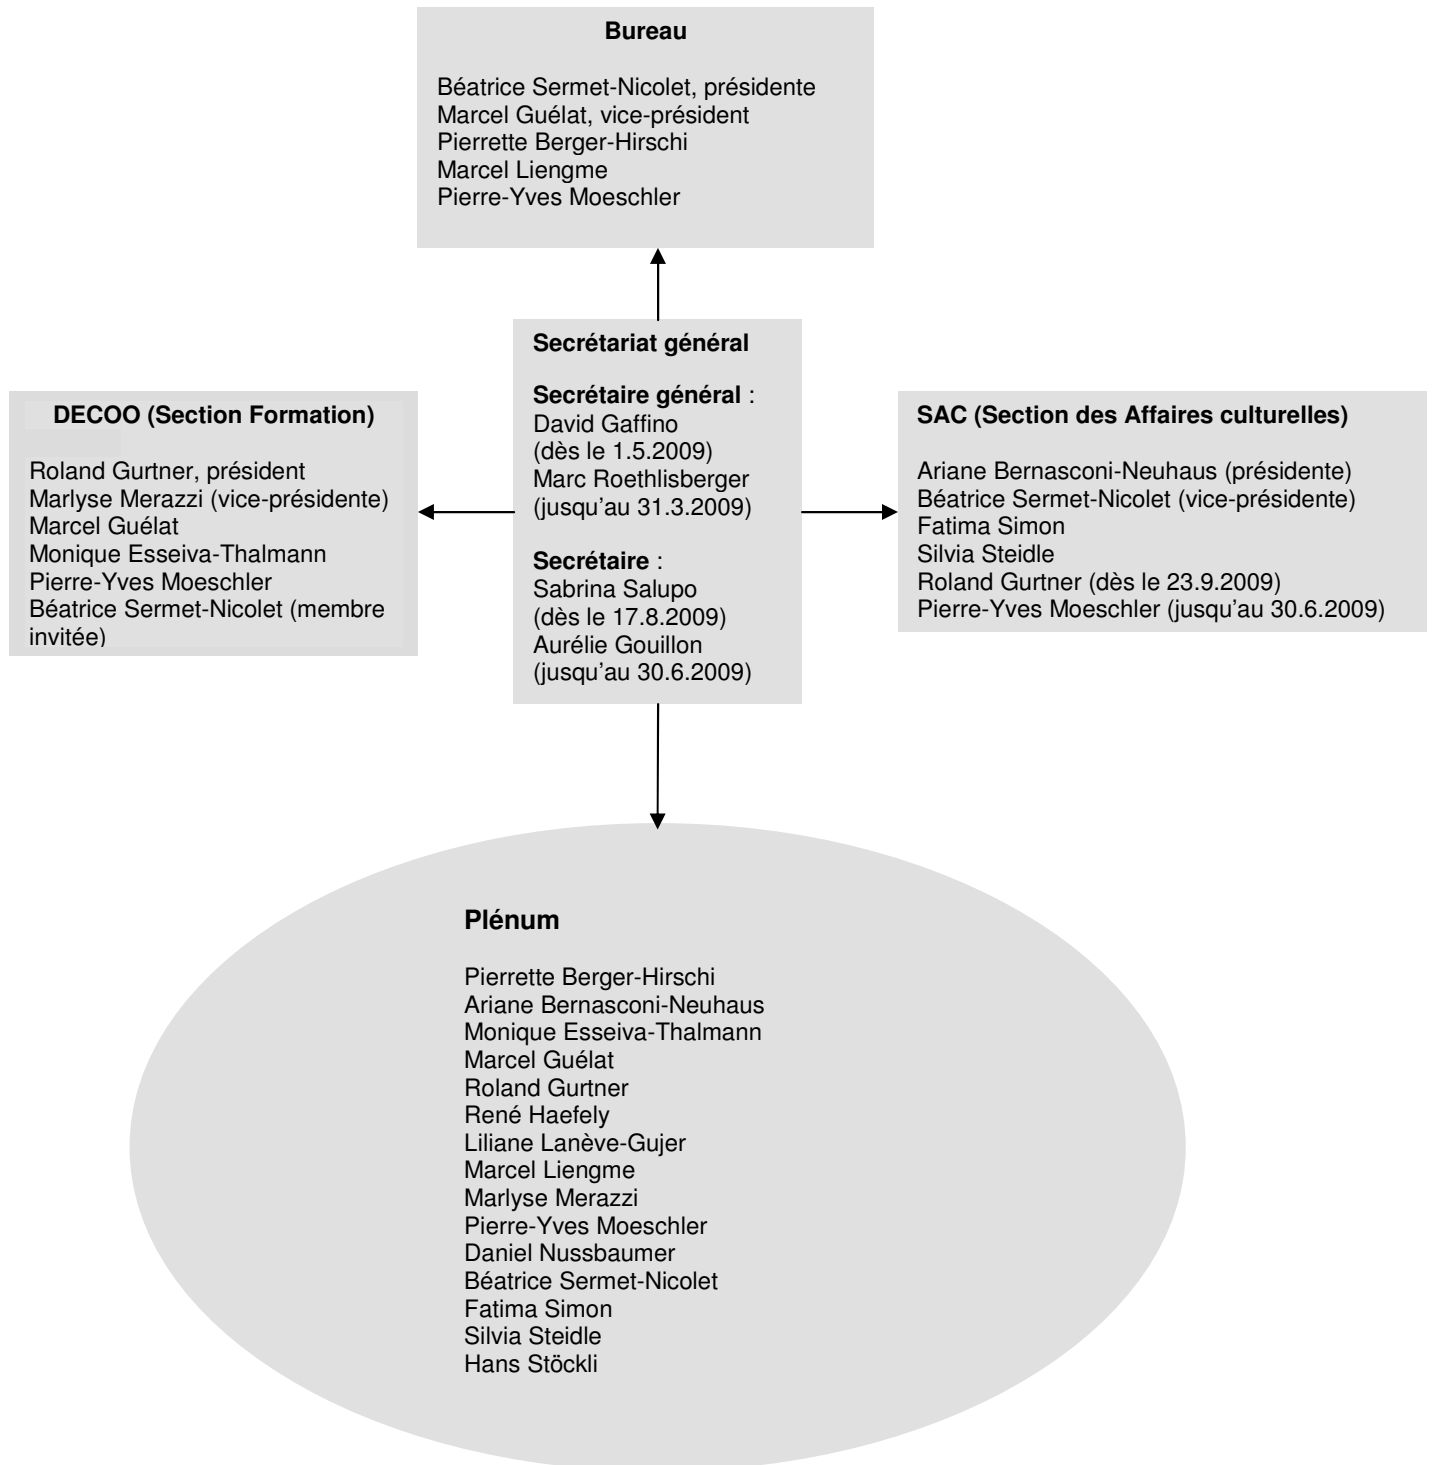 Bureau
Béatrice Sermet-Nicolet, présidente
Marcel Guélat, vice-président
Pierrette Berger-Hirschi
Marcel Liengme
Pierre-Yves Moeschler
Secrétariat général
Secrétaire général :
David Gaffino
(dès le 1.5.2009)
Marc Roethlisberger
(jusqu'au 31.3.2009)
Secrétaire :
Sabrina Salupo
(dès le 17.8.2009)
Aurélie Gouillon
(jusqu'au 30.6.2009)
DECOO (Section Formation)
Roland Gurtner, président
Marlyse Merazzi (vice-présidente)
Marcel Guélat
Monique Esseiva-Thalmann
Pierre-Yves Moeschler
Béatrice Sermet-Nicolet (membre
invitée)
SAC (Section des Affaires culturelles)
Ariane Bernasconi-Neuhaus (présidente)
Béatrice Sermet-Nicolet (vice-présidente)
Fatima Simon
Silvia Steidle
Roland Gurtner (dès le 23.9.2009)
Pierre-Yves Moeschler (jusqu'au 30.6.2009)
Plénum
Pierrette Berger-Hirschi
Ariane Bernasconi-Neuhaus
Monique Esseiva-Thalmann
Marcel Guélat
Roland Gurtner
René Haefely
Liliane Lanève-Gujer
Marcel Liengme
Marlyse Merazzi
Pierre-Yves Moeschler
Daniel Nussbaumer
Béatrice Sermet-Nicolet
Fatima Simon
Silvia Steidle
Hans Stöckli